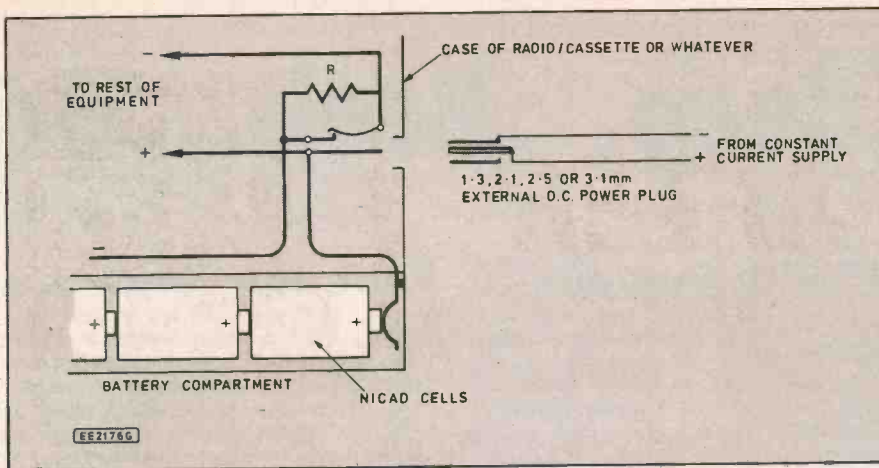 −
CASE OF RADIO/CASSETTE OR WHATEVER
R
TO REST OF
EQUIPMENT
+
−
FROM CONSTANT
+ CURRENT SUPPLY
1·3, 2·1, 2·5 OR 3·1mm
EXTERNAL D.C. POWER PLUG
−
+ + +
BATTERY COMPARTMENT
NICAD CELLS
EE2176G